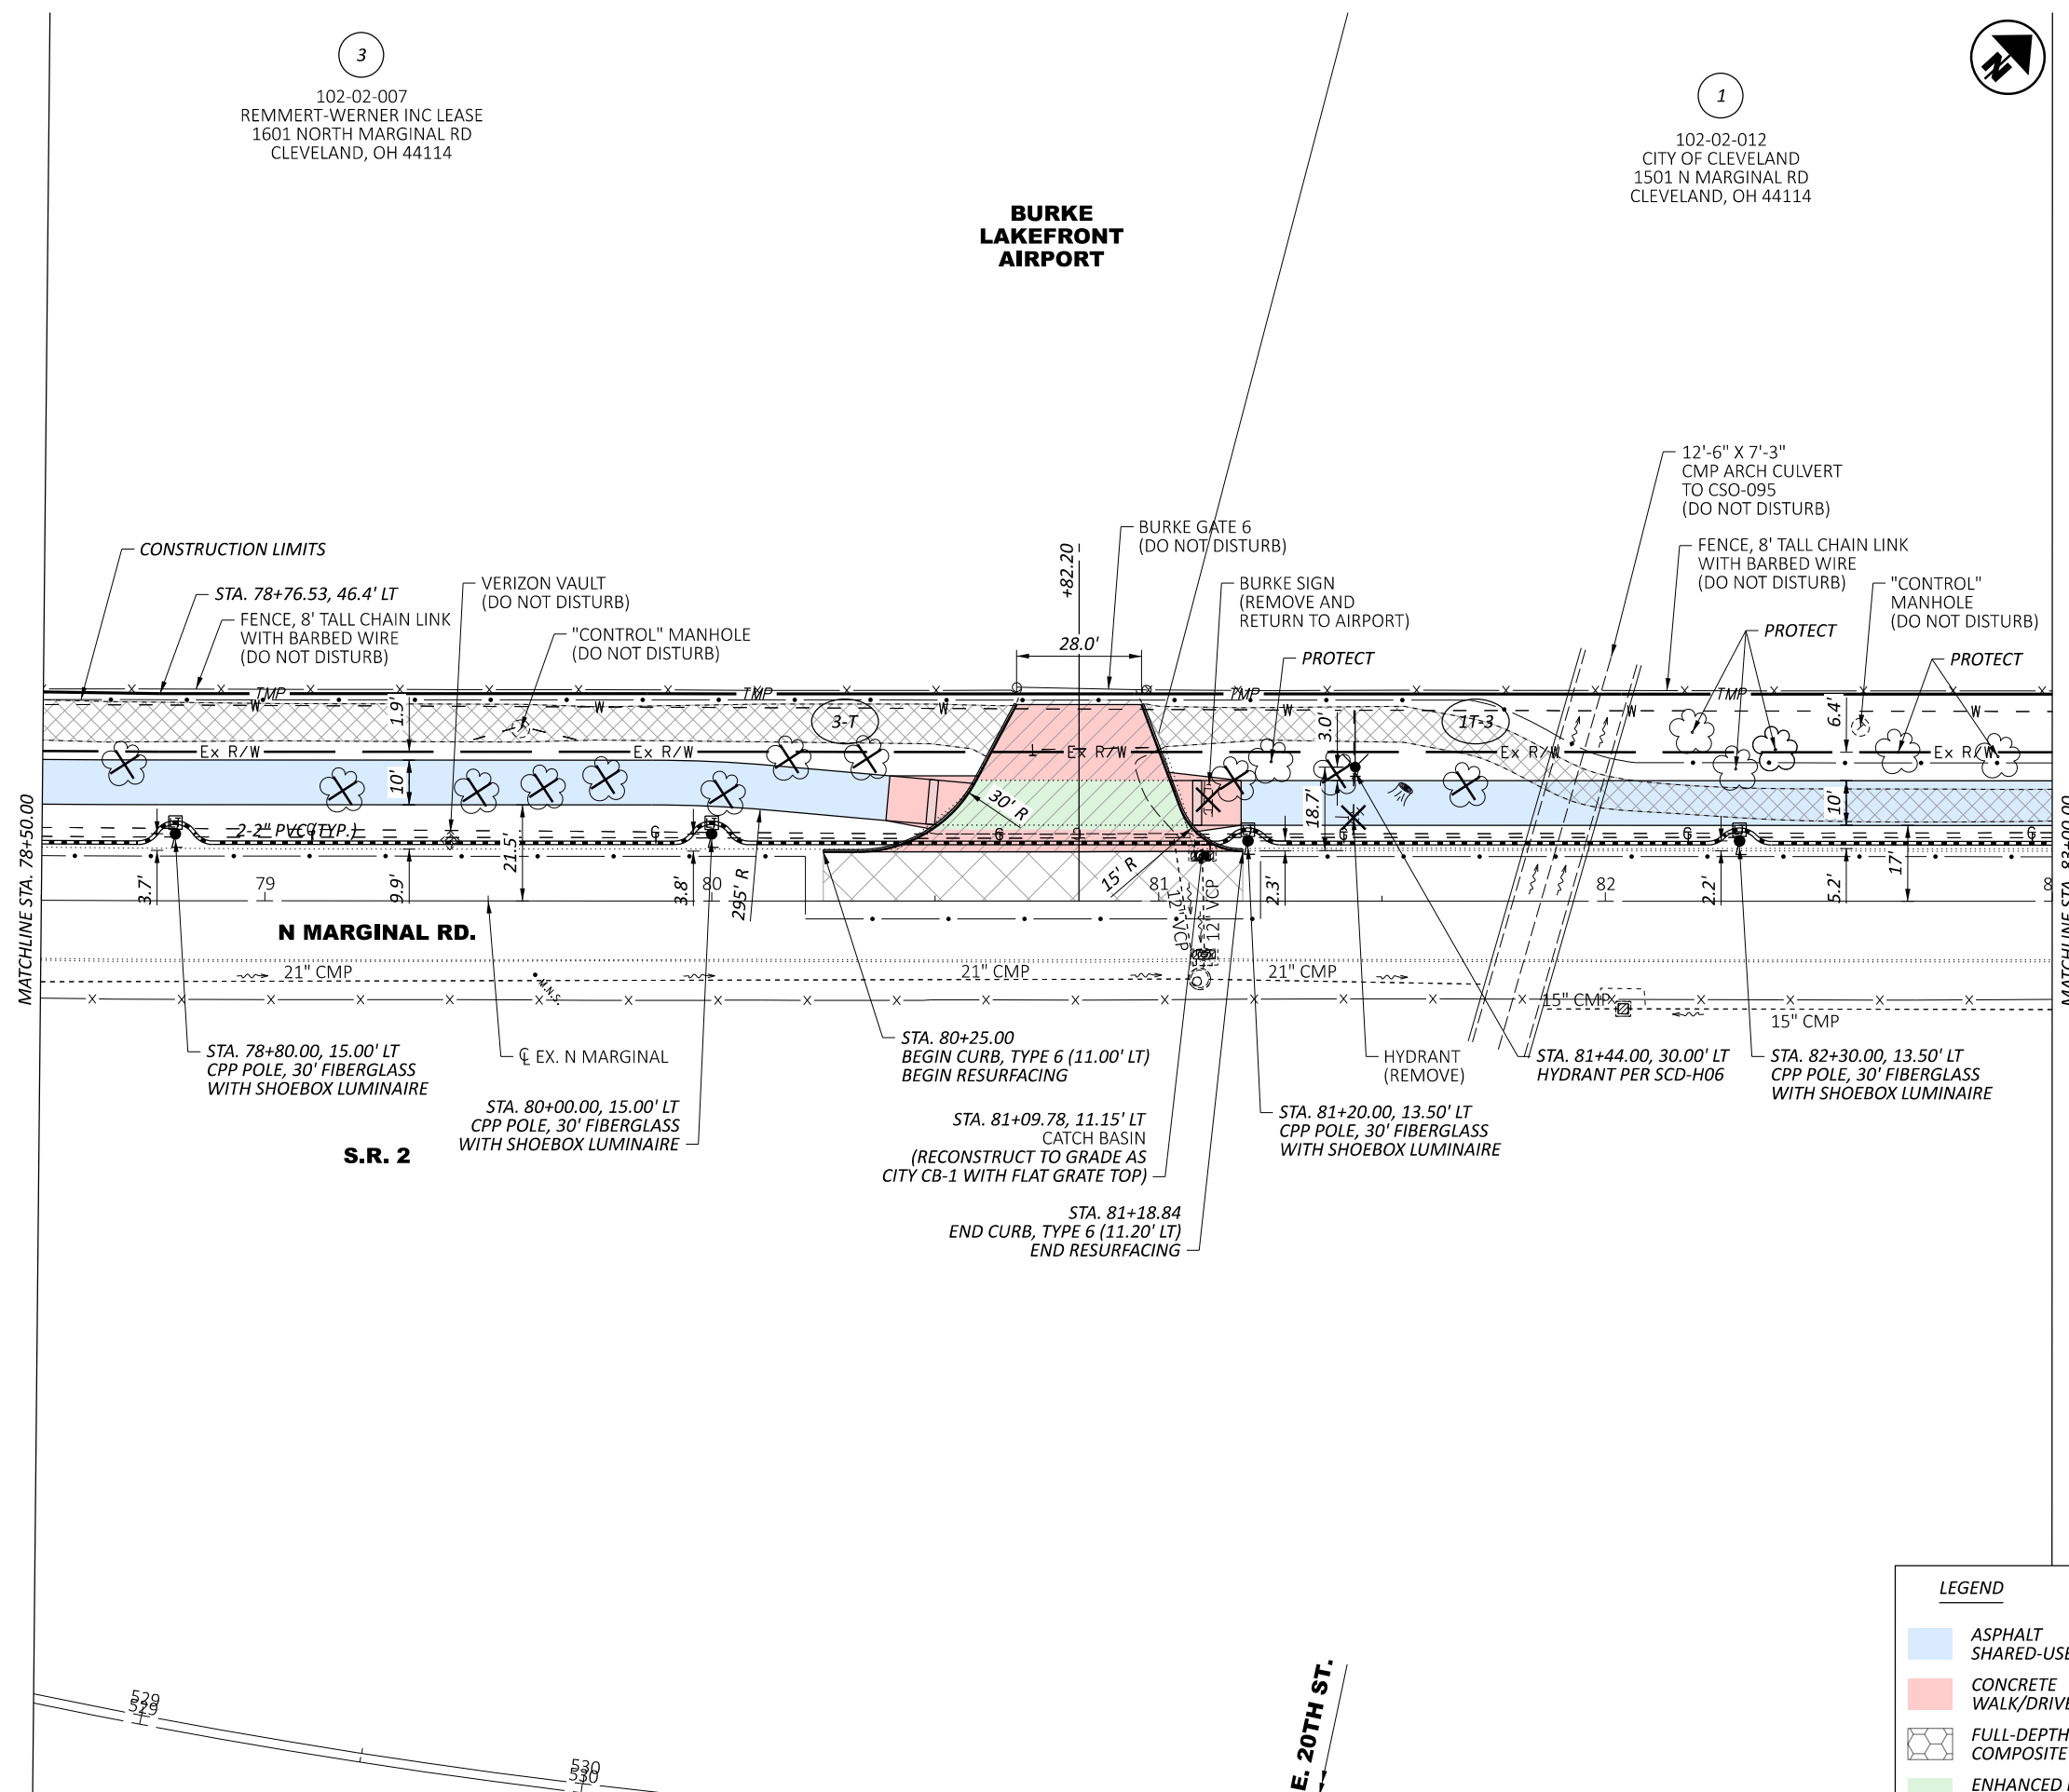 3
102-02-007
REMMERT-WERNER INC LEASE
1601 NORTH MARGINAL RD
CLEVELAND, OH 44114
N
1
102-02-012
CITY OF CLEVELAND
1501 N MARGINAL RD
CLEVELAND, OH 44114
BURKE
LAKEFRONT
AIRPORT
12'-6" X 7'-3"
CMP ARCH CULVERT
TO CSO-095
(DO NOT DISTURB)
CONSTRUCTION LIMITS
STA. 78+76.53, 46.4' LT
FENCE, 8' TALL CHAIN LINK
WITH BARBED WIRE
(DO NOT DISTURB)
VERIZON VAULT
(DO NOT DISTURB)
"CONTROL" MANHOLE
(DO NOT DISTURB)
+82.20
28.0'
BURKE GATE 6
(DO NOT DISTURB)
BURKE SIGN
(REMOVE AND
RETURN TO AIRPORT)
PROTECT
FENCE, 8' TALL CHAIN LINK
WITH BARBED WIRE
(DO NOT DISTURB)
"CONTROL"
MANHOLE
(DO NOT DISTURB)
PROTECT
PROTECT
TMP
TMP
TMP
TMP
W
W
W
W
W
W
1.9'
3-T
3.0'
1T-3
6.4'
Ex R/W
Ex R/W
Ex R/W
Ex R/W
Ex R/W
10'
30' R
18.7'
10'
2-2" PVC (TYP.)
G
G
G
G
G
G
3.7'
9.9'
21.5'
3.8'
295' R
15' R
2.3'
2.2'
5.2'
17'
79
80
81
82
8
12" VCP
12" VCP
MATCHLINE STA. 78+50.00
MATCHLINE STA. 83+00.00
N MARGINAL RD.
21" CMP
M.N.S.
21" CMP
21" CMP
15" CMP
15" CMP
STA. 78+80.00, 15.00' LT
CPP POLE, 30' FIBERGLASS
WITH SHOEBOX LUMINAIRE
℄ EX. N MARGINAL
STA. 80+00.00, 15.00' LT
CPP POLE, 30' FIBERGLASS
WITH SHOEBOX LUMINAIRE
STA. 80+25.00
BEGIN CURB, TYPE 6 (11.00' LT)
BEGIN RESURFACING
STA. 81+09.78, 11.15' LT
CATCH BASIN
(RECONSTRUCT TO GRADE AS
CITY CB-1 WITH FLAT GRATE TOP)
STA. 81+18.84
END CURB, TYPE 6 (11.20' LT)
END RESURFACING
STA. 81+20.00, 13.50' LT
CPP POLE, 30' FIBERGLASS
WITH SHOEBOX LUMINAIRE
HYDRANT
(REMOVE)
STA. 81+44.00, 30.00' LT
HYDRANT PER SCD-H06
STA. 82+30.00, 13.50' LT
CPP POLE, 30' FIBERGLASS
WITH SHOEBOX LUMINAIRE
S.R. 2
529
529
530
530
E. 20TH ST.
LEGEND
ASPHALT
SHARED-USE
CONCRETE
WALK/DRIVE
FULL-DEPTH
COMPOSITE
ENHANCED